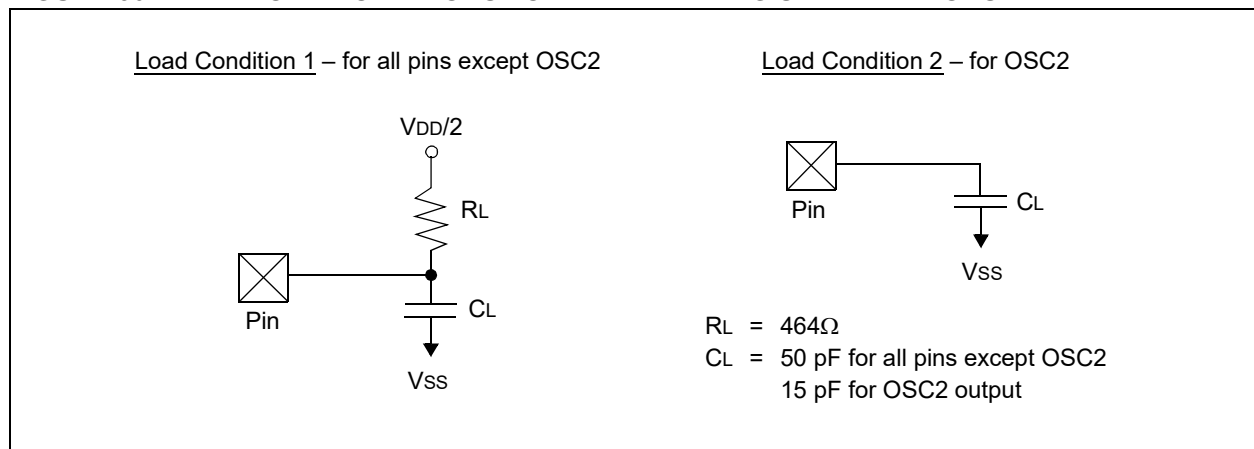 Load Condition 1 – for all pins except OSC2
VDD/2
RL
Pin
CL
VSS
Load Condition 2 – for OSC2
Pin
CL
VSS
RL = 464Ω
CL = 50 pF for all pins except OSC2
15 pF for OSC2 output